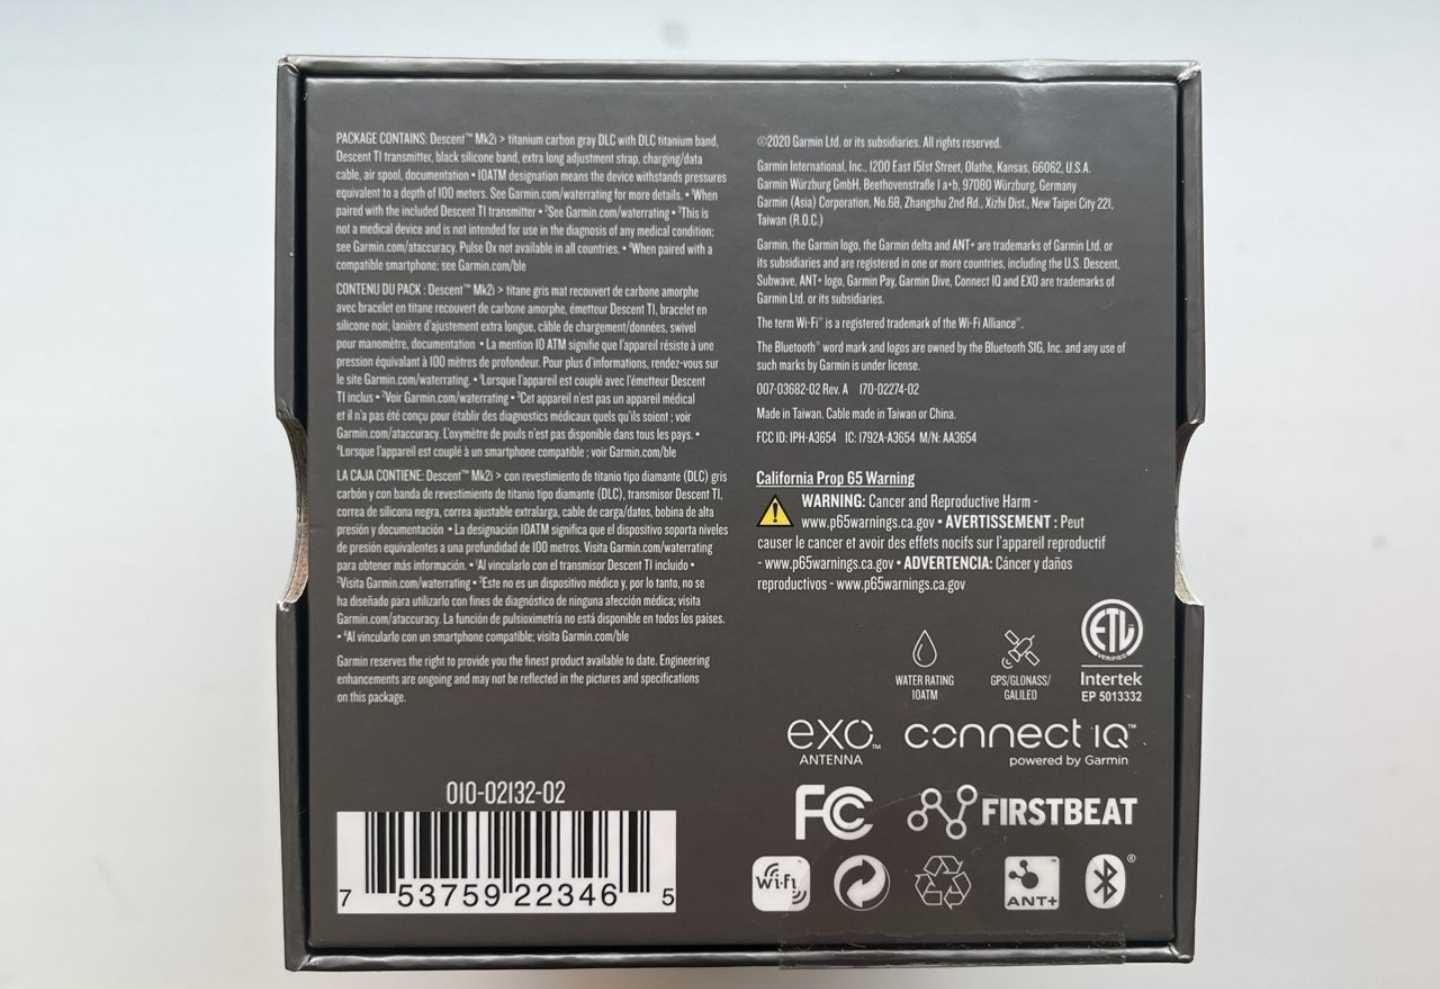 PACKAGE CONTAINS: Descent™ Mk2i > titanium carbon gray DLC with DLC titanium band,
Descent T1 transmitter, black silicone band, extra long adjustment strap, charging/data
cable, air spool, documentation • 10ATM designation means the device withstands pressures
equivalent to a depth of 100 meters. See Garmin.com/waterrating for more details. • ¹When
paired with the included Descent T1 transmitter • ²See Garmin.com/waterrating • ³This is
not a medical device and is not intended for use in the diagnosis of any medical condition;
see Garmin.com/ataccuracy. Pulse Ox not available in all countries. • ⁴When paired with a
compatible smartphone; see Garmin.com/ble
CONTENU DU PACK : Descent™ Mk2i > titane gris mat recouvert de carbone amorphe
avec bracelet en titane recouvert de carbone amorphe, émetteur Descent T1, bracelet en
silicone noir, lanière d'ajustement extra longue, câble de chargement/données, swivel
pour manomètre, documentation • La mention 10 ATM signifie que l'appareil résiste à une
pression équivalant à 100 mètres de profondeur. Pour plus d'informations, rendez-vous sur
le site Garmin.com/waterrating. • ¹Lorsque l'appareil est couplé avec l'émetteur Descent
T1 inclus • ²Voir Garmin.com/waterrating • ³Cet appareil n'est pas un appareil médical
et il n'a pas été conçu pour établir des diagnostics médicaux quels qu'ils soient ; voir
Garmin.com/ataccuracy. L'oxymètre de pouls n'est pas disponible dans tous les pays. •
⁴Lorsque l'appareil est couplé à un smartphone compatible ; voir Garmin.com/ble
LA CAJA CONTIENE: Descent™ Mk2i > con revestimiento de titanio tipo diamante (DLC) gris
carbón y con banda de revestimiento de titanio tipo diamante (DLC), transmisor Descent T1,
correa de silicona negra, correa ajustable extralarga, cable de carga/datos, bobina de alta
presión y documentación • La designación 10ATM significa que el dispositivo soporta niveles
de presión equivalentes a una profundidad de 100 metros. Visita Garmin.com/waterrating
para obtener más información. • ¹Al vincularlo con el transmisor Descent T1 incluido •
²Visita Garmin.com/waterrating • ³Este no es un dispositivo médico y, por lo tanto, no se
ha diseñado para utilizarlo con fines de diagnóstico de ninguna afección médica; visita
Garmin.com/ataccuracy. La función de pulsioximetría no está disponible en todos los países.
• ⁴Al vincularlo con un smartphone compatible; visita Garmin.com/ble
Garmin reserves the right to provide you the finest product available to date. Engineering
enhancements are ongoing and may not be reflected in the pictures and specifications
on this package.
010-02132-02
7 53759 22346 5
©2020 Garmin Ltd. or its subsidiaries. All rights reserved.
Garmin International, Inc., 1200 East 151st Street, Olathe, Kansas, 66062, U.S.A.
Garmin Würzburg GmbH, Beethovenstraße 1 a+b, 97080 Würzburg, Germany
Garmin (Asia) Corporation, No.68, Zhangshu 2nd Rd., Xizhi Dist., New Taipei City 221,
Taiwan (R.O.C.)
Garmin, the Garmin logo, the Garmin delta and ANT+ are trademarks of Garmin Ltd. or
its subsidiaries and are registered in one or more countries, including the U.S. Descent,
Subwave, ANT+ logo, Garmin Pay, Garmin Dive, Connect IQ and EXO are trademarks of
Garmin Ltd. or its subsidiaries.
The term Wi-Fi® is a registered trademark of the Wi-Fi Alliance®.
The Bluetooth® word mark and logos are owned by the Bluetooth SIG, Inc. and any use of
such marks by Garmin is under license.
007-03682-02 Rev. A 170-02274-02
Made in Taiwan. Cable made in Taiwan or China.
FCC ID: IPH-A3654 IC: 1792A-A3654 M/N: AA3654
California Prop 65 Warning
WARNING: Cancer and Reproductive Harm -
www.p65warnings.ca.gov • AVERTISSEMENT : Peut
causer le cancer et avoir des effets nocifs sur l'appareil reproductif
- www.p65warnings.ca.gov • ADVERTENCIA: Cáncer y daños
reproductivos - www.p65warnings.ca.gov
WATER RATING
10ATM
GPS/GLONASS/
GALILEO
ETL
VERIFIED
Intertek
EP 5013332
exo™
ANTENNA
connect IQ™
powered by Garmin
FC
FIRSTBEAT
Wi-Fi
ANT+
®